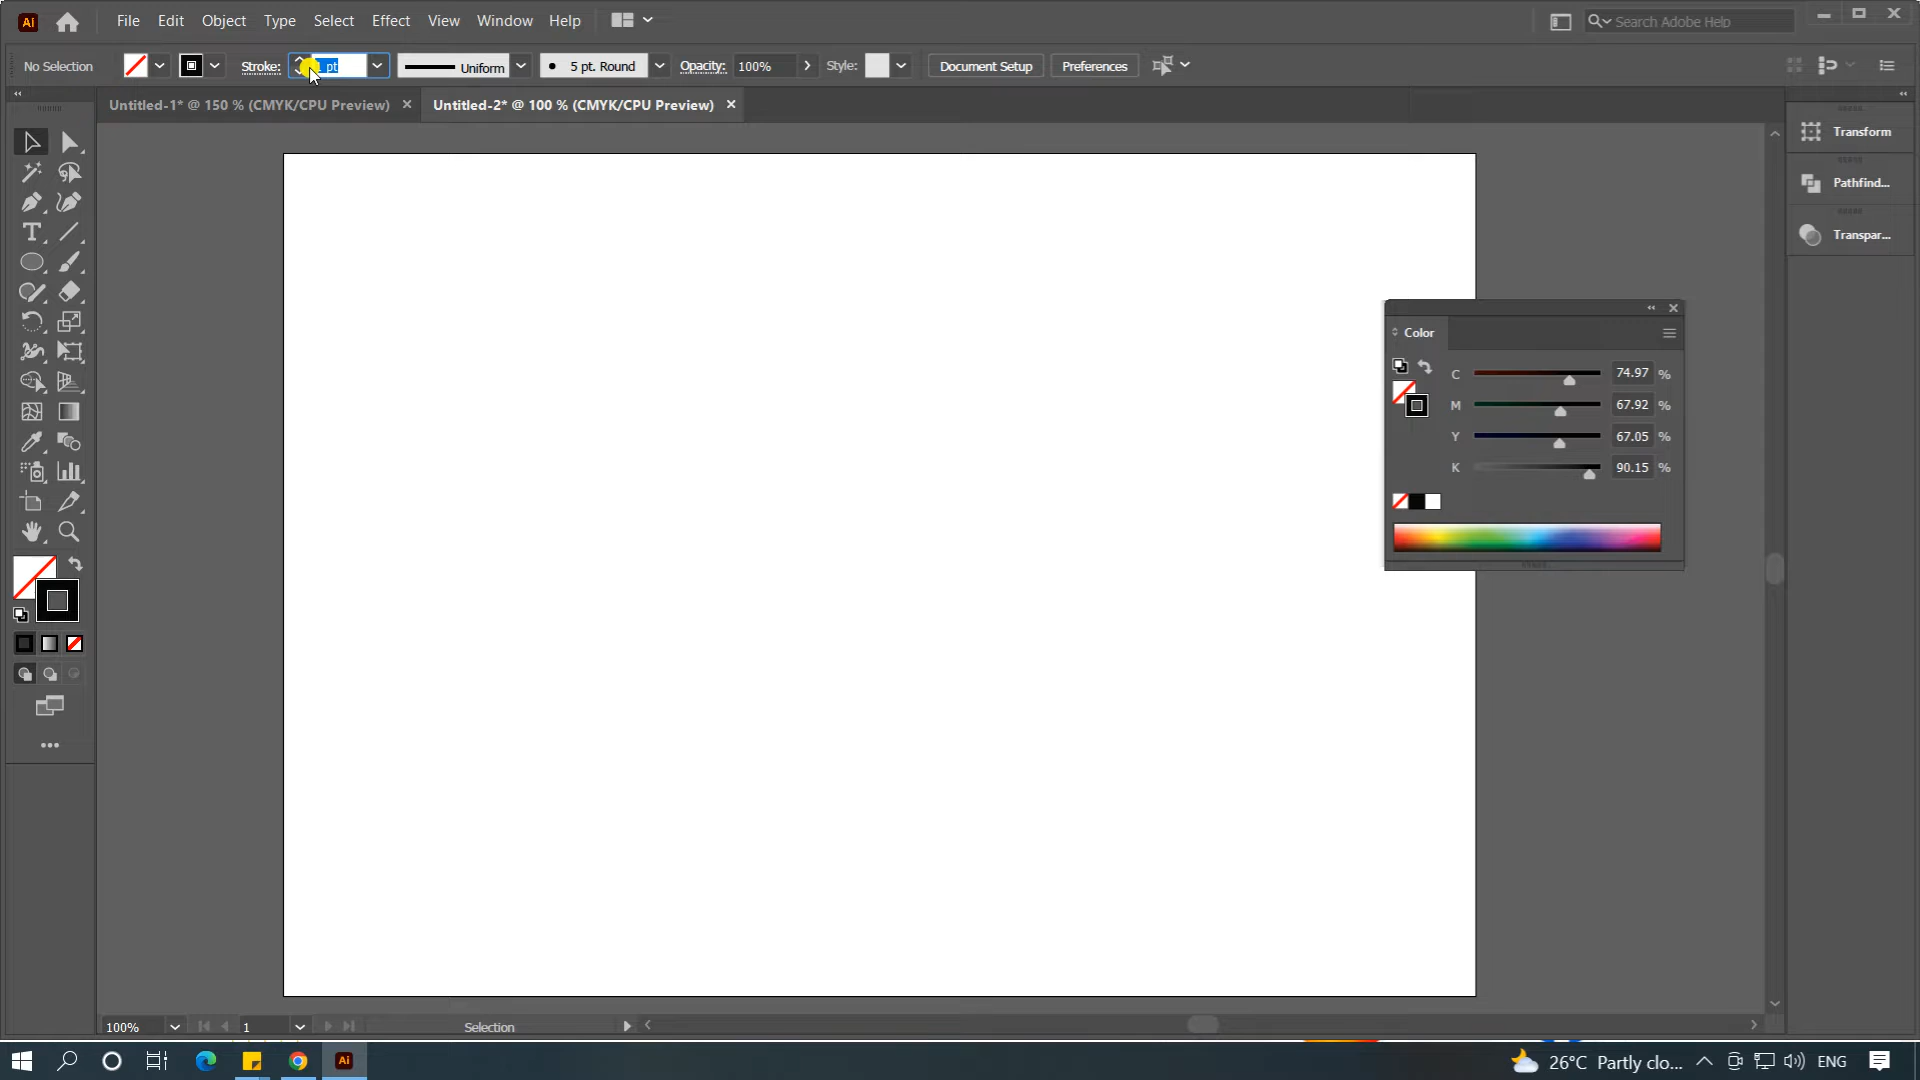 Ai File Edit Object Type Select Effect View Window Help Search Adobe Help
No Selection Stroke: 1 pt Uniform 5 pt. Round Opacity: 100% Style: Document Setup Preferences
Untitled-1* @ 150 % (CMYK/CPU Preview) Untitled-2* @ 100 % (CMYK/CPU Preview)
Transform
Pathfind...
Transpar...
Color
C 74.97 %
M 67.92 %
Y 67.05 %
K 90.15 %
100% 1 Selection
Ai 26°C Partly clo... ENG